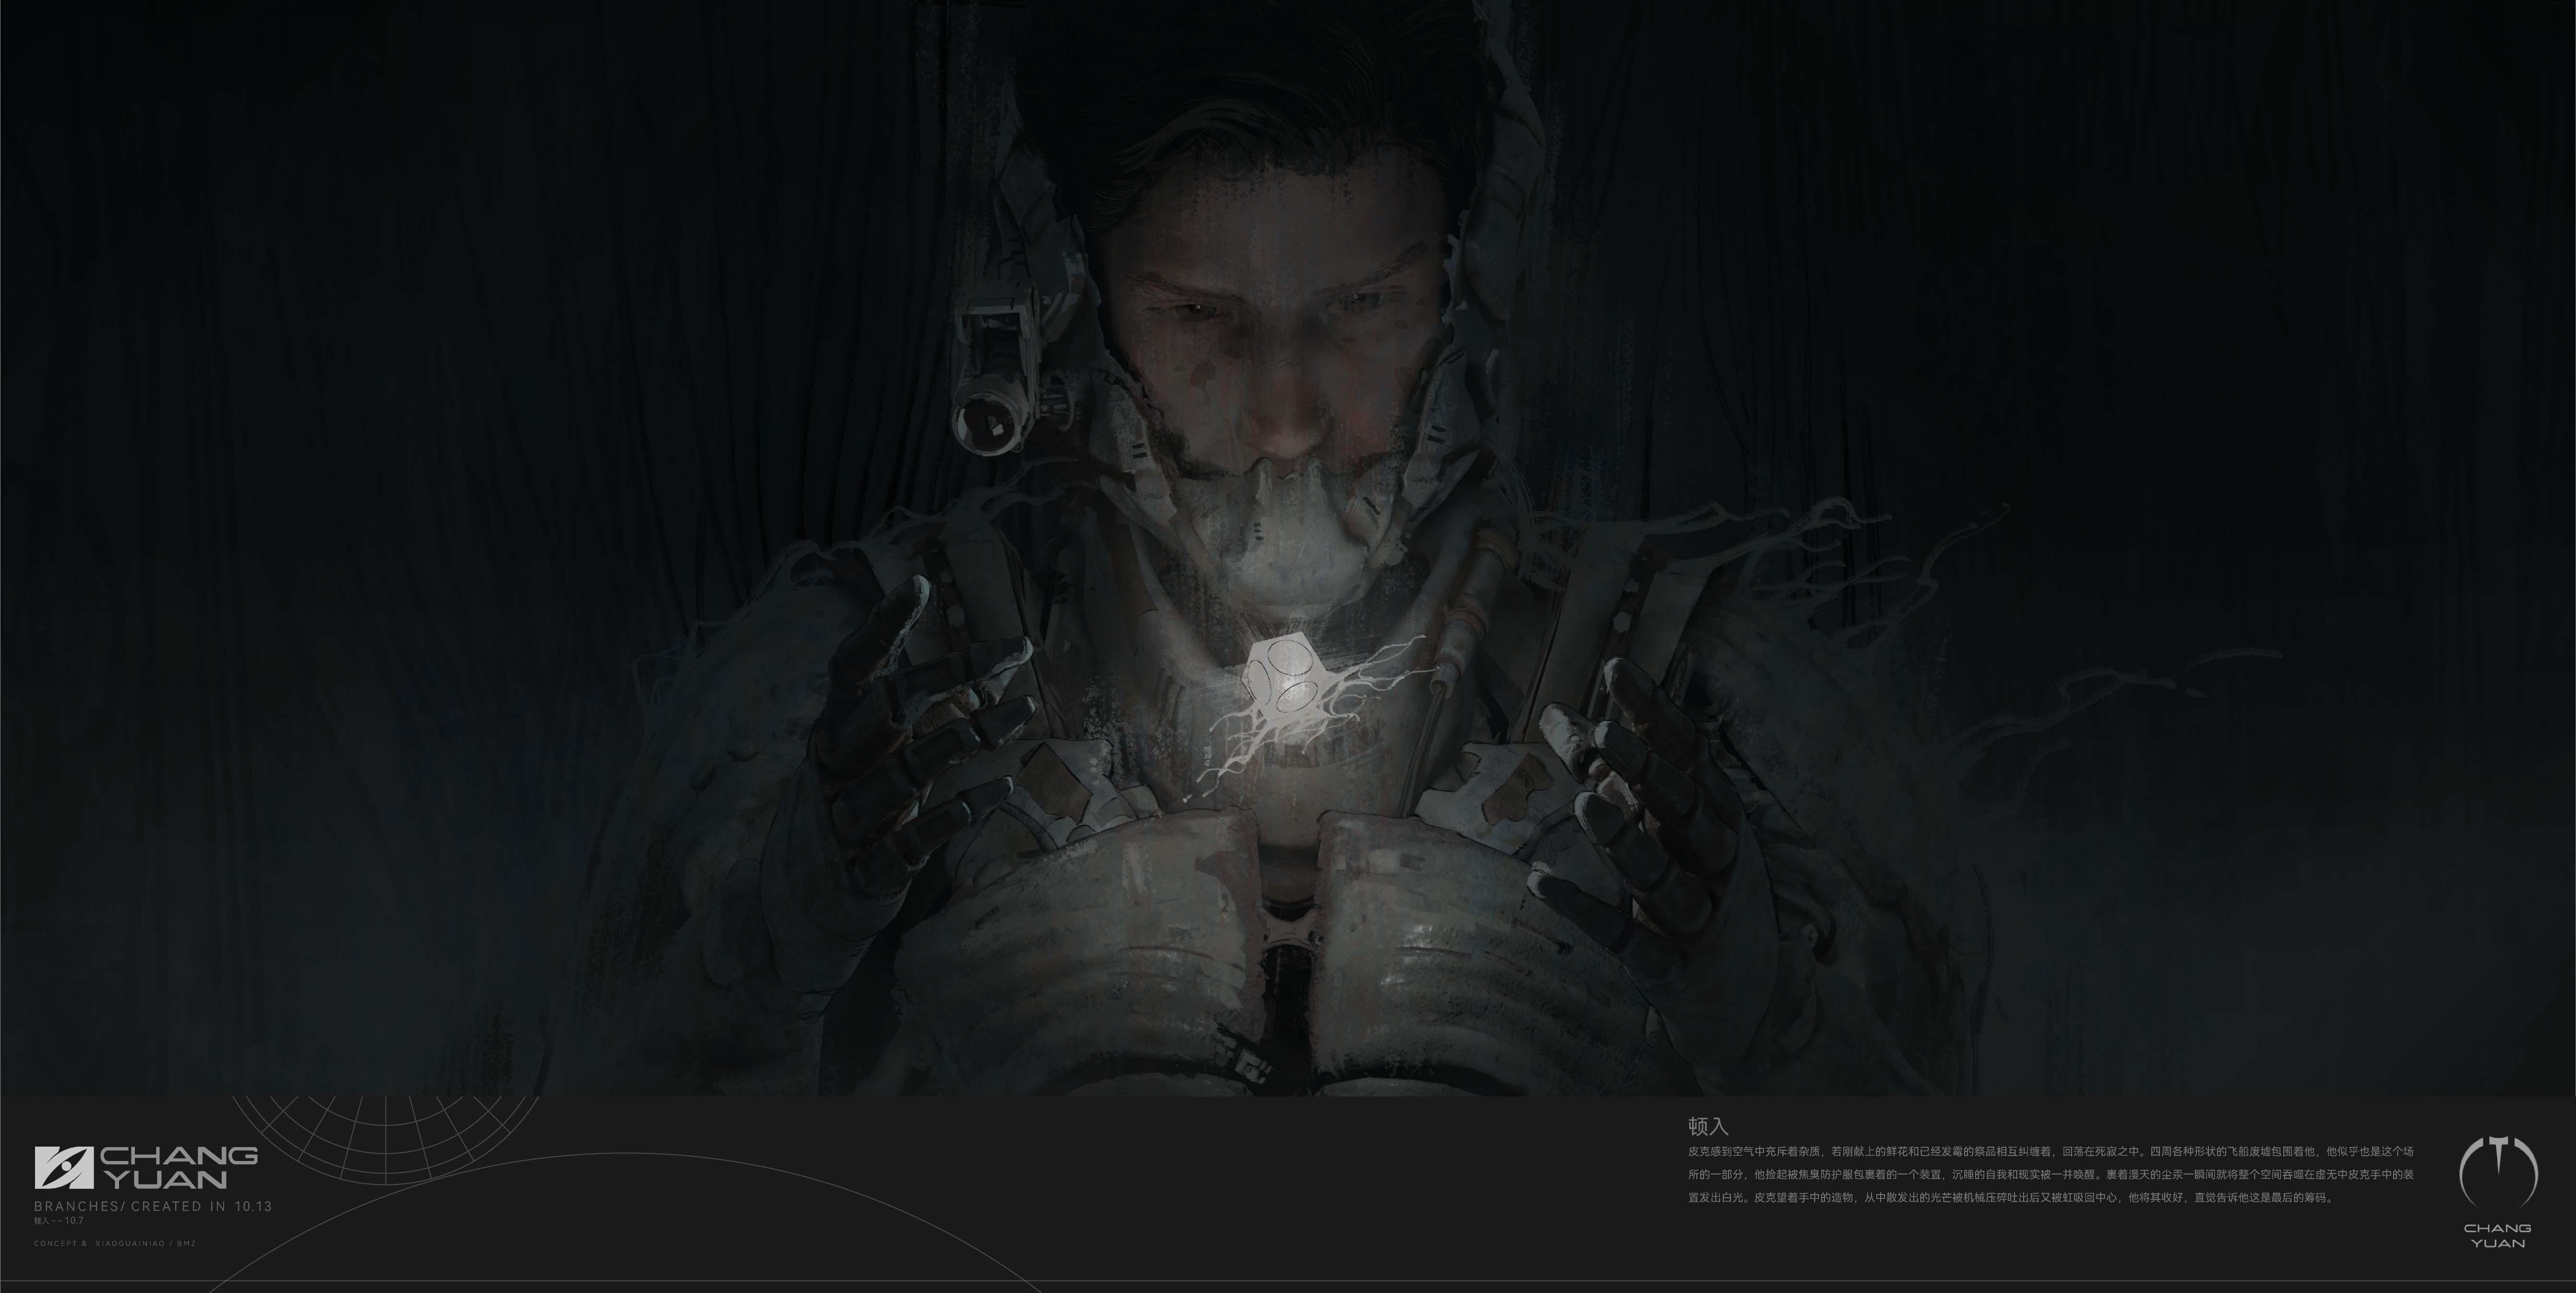 CHANG
YUAN
BRANCHES/ CREATED IN 10.13
顿入--10.7
CONCEPT & XIAOGUAINIAO / BMZ
顿入
皮克感到空气中充斥着杂质，若刚献上的鲜花和已经发霉的祭品相互纠缠着，回荡在死寂之中。四周各种形状的飞船废墟包围着他，他似乎也是这个场
所的一部分，他捡起被焦臭防护服包裹着的一个装置，沉睡的自我和现实被一并唤醒。裹着漫天的尘汞一瞬间就将整个空间吞噬在虚无中皮克手中的装
置发出白光。皮克望着手中的造物，从中散发出的光芒被机械压碎吐出后又被虹吸回中心，他将其收好，直觉告诉他这是最后的筹码。
CHANG
YUAN